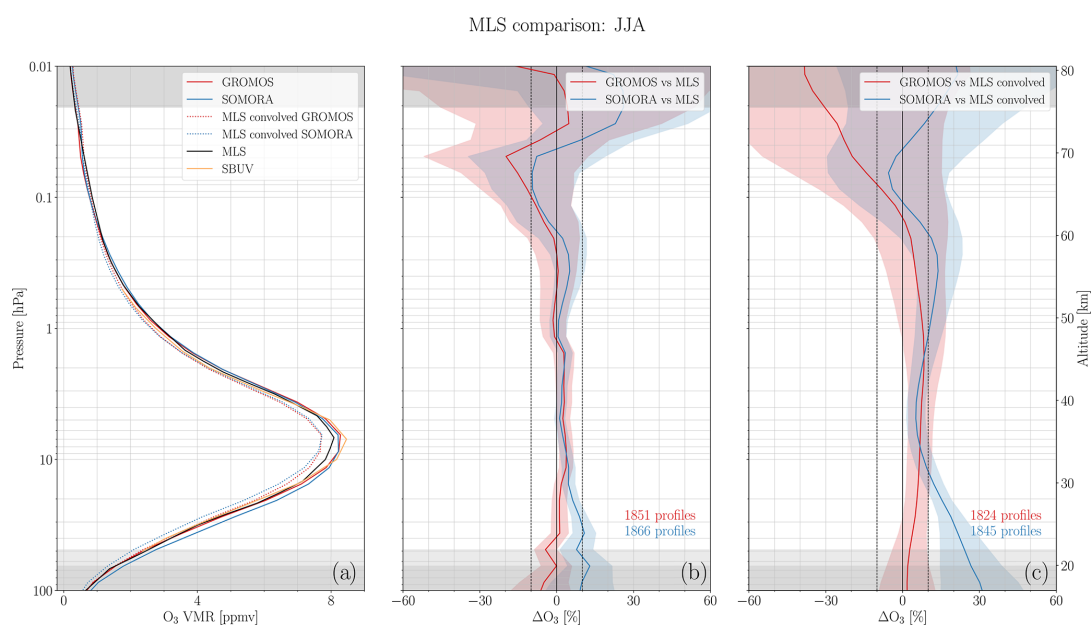 MLS comparison: JJA
0.01
0.1
1
10
100
Pressure [hPa]
0
4
8
O₃ VMR [ppmv]
GROMOS
SOMORA
MLS convolved GROMOS
MLS convolved SOMORA
MLS
SBUV
(a)
GROMOS vs MLS
SOMORA vs MLS
1851 profiles
1866 profiles
(b)
−60
−30
0
30
60
ΔO₃ [%]
GROMOS vs MLS convolved
SOMORA vs MLS convolved
1824 profiles
1845 profiles
(c)
−60
−30
0
30
60
ΔO₃ [%]
80
70
60
50
40
30
20
Altitude [km]